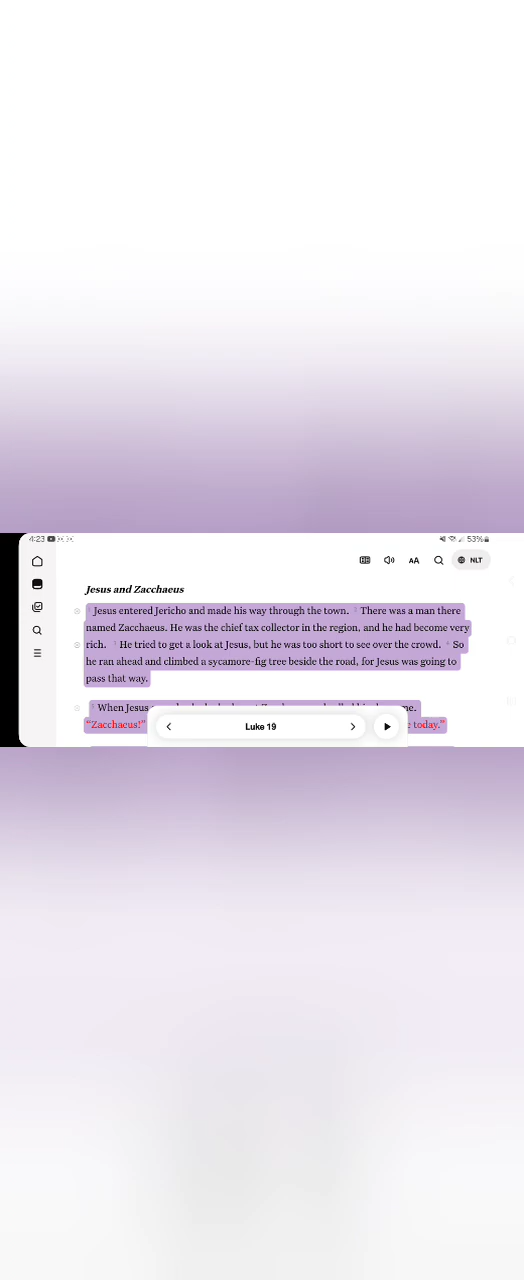 4:23
53%
NLT
AA
Jesus and Zacchaeus
Jesus entered Jericho and made his way through the town. There was a man there
named Zacchaeus. He was the chief tax collector in the region, and he had become very
rich. He tried to get a look at Jesus, but he was too short to see over the crowd. So
he ran ahead and climbed a sycamore-fig tree beside the road, for Jesus was going to
pass that way.
When Jesus
“Zacchaeus!” today.”
Luke 19